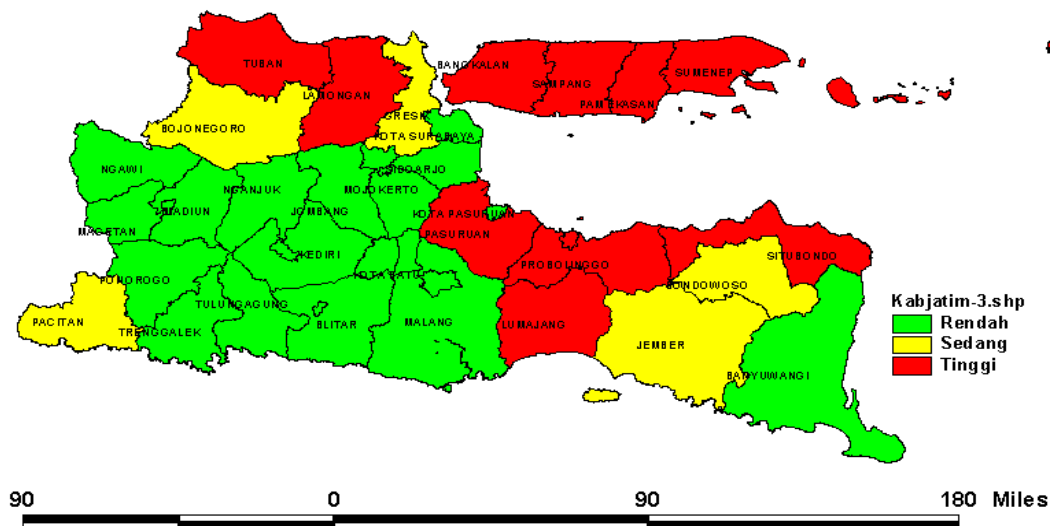 TUBAN
LAMONGAN
BOJONEGORO
GRESIK
KOTA SURABAYA
BANGKALAN
SAMPANG
PAMEKASAN
SUMENEP
NGAWI
MAGETAN
MADIUN
NGANJUK
JOMBANG
MOJOKERTO
SIDOARJO
KOTA PASURUAN
PASURUAN
PROBOLINGGO
SITUBONDO
BONDOWOSO
PONOROGO
KEDIRI
KOTA BATU
PACITAN
TRENGGALEK
TULUNGAGUNG
BLITAR
MALANG
LUMAJANG
JEMBER
BANYUWANGI
Kabjatim-3.shp
Rendah
Sedang
Tinggi
90 0 90 180 Miles